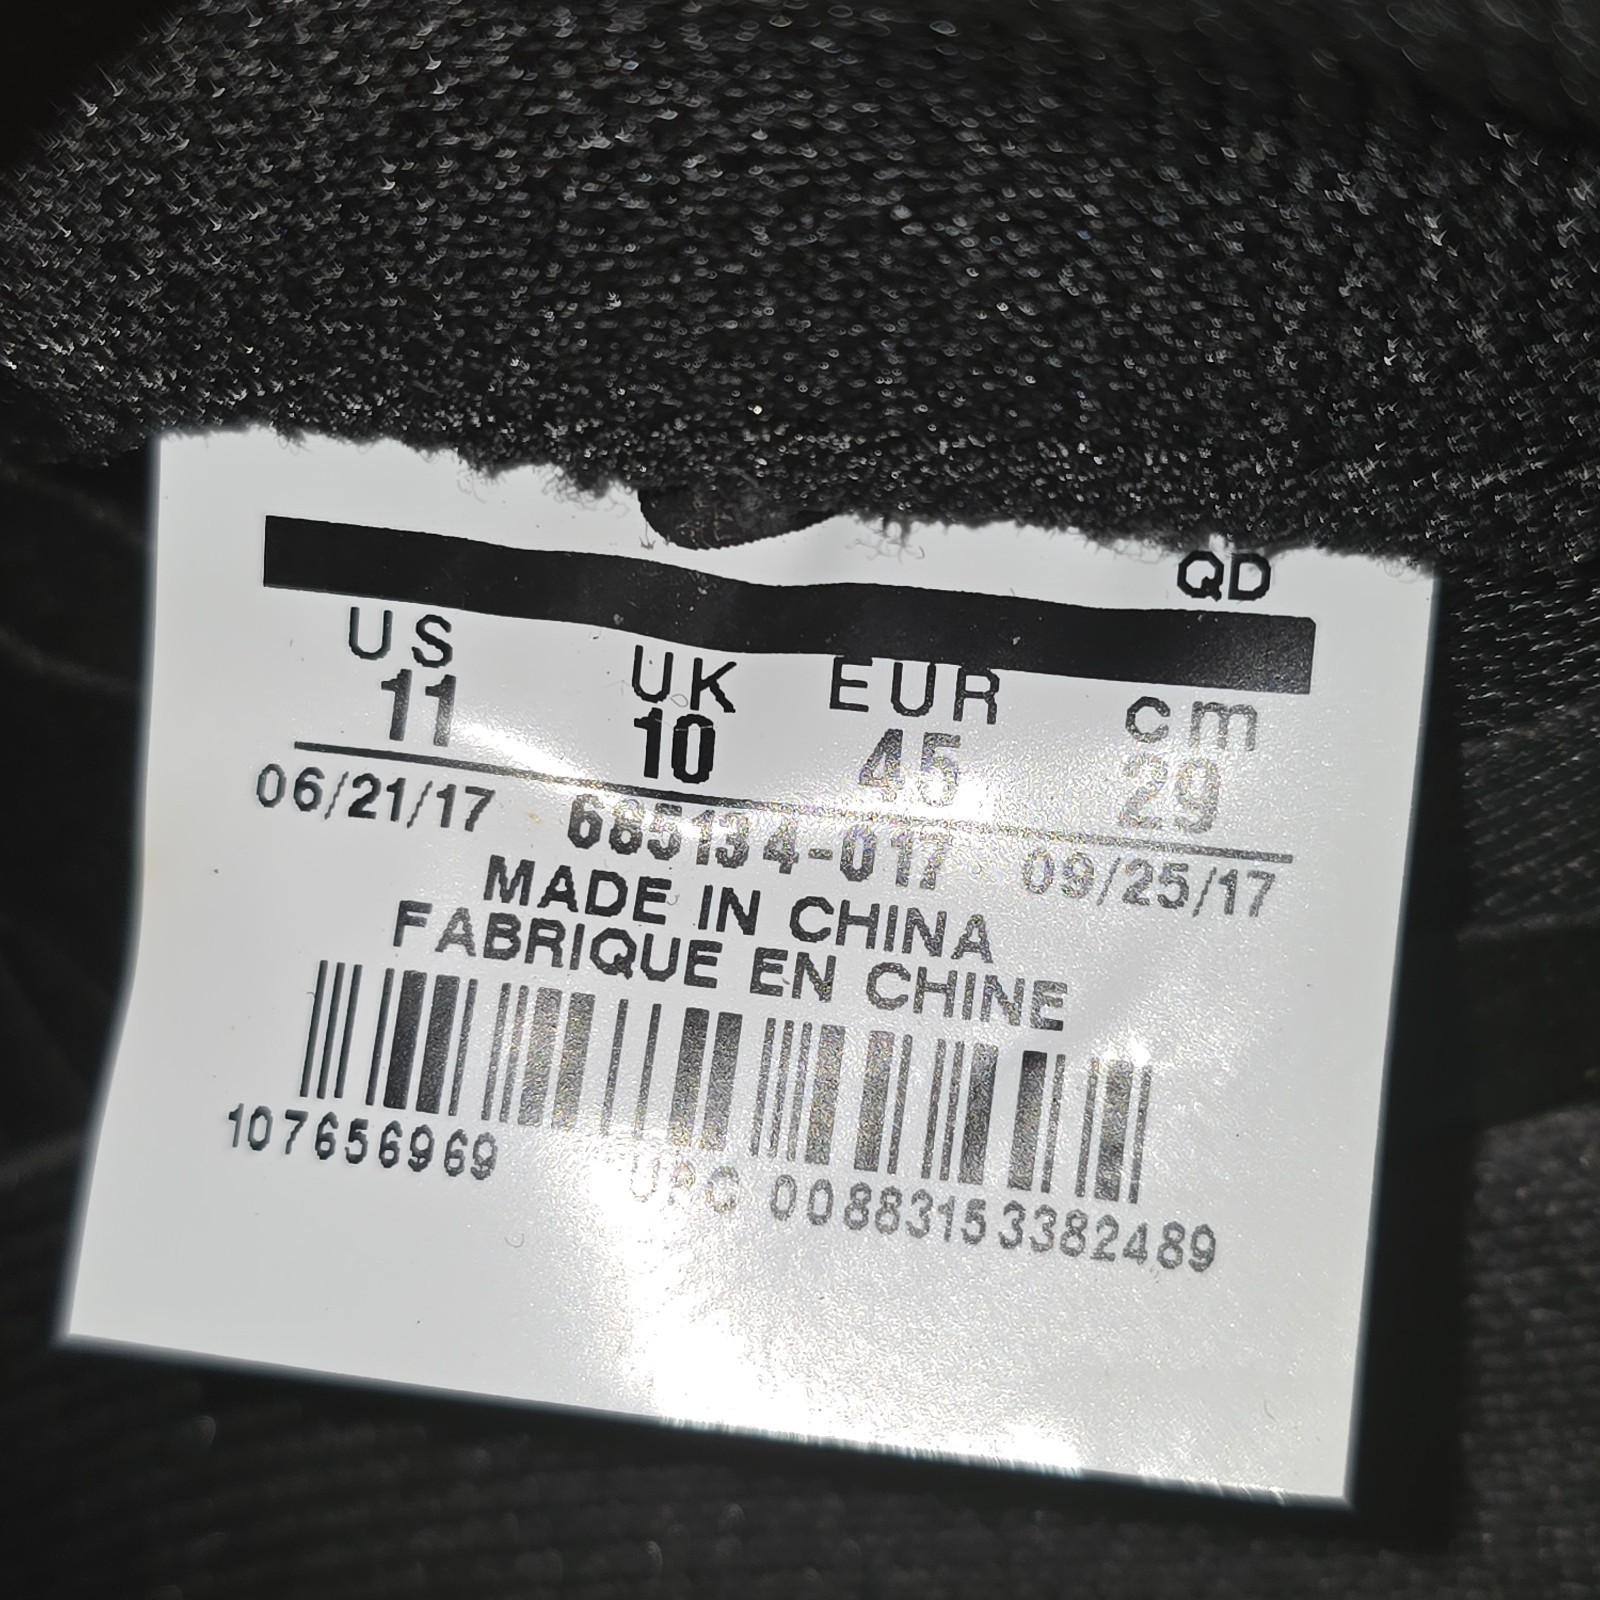 QD
US UK EUR cm
11 10 45 29
06/21/17 685134-017 09/25/17
MADE IN CHINA
FABRIQUE EN CHINE
107656969 UPC 00883153382489